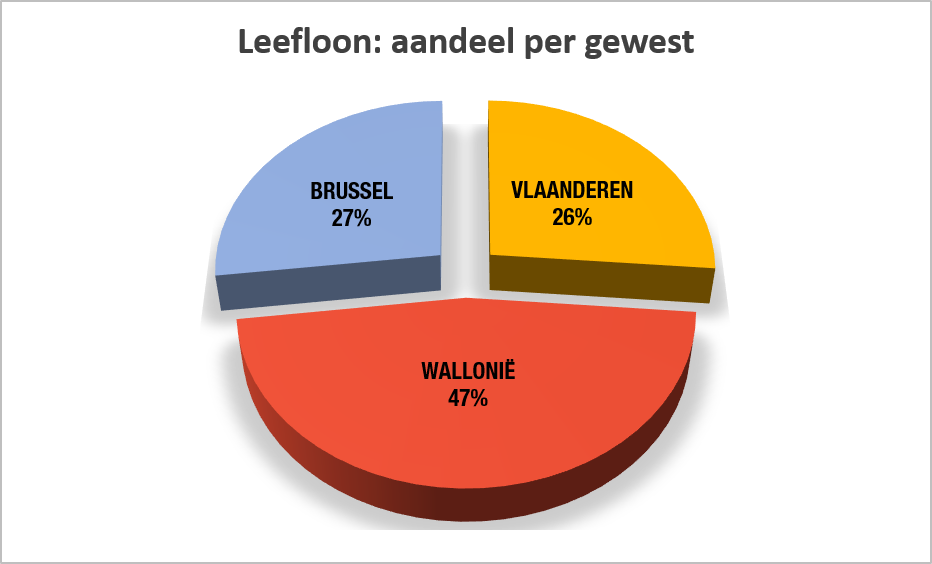 Leefloon: aandeel per gewest
BRUSSEL
27%
VLAANDEREN
26%
WALLONIË
47%